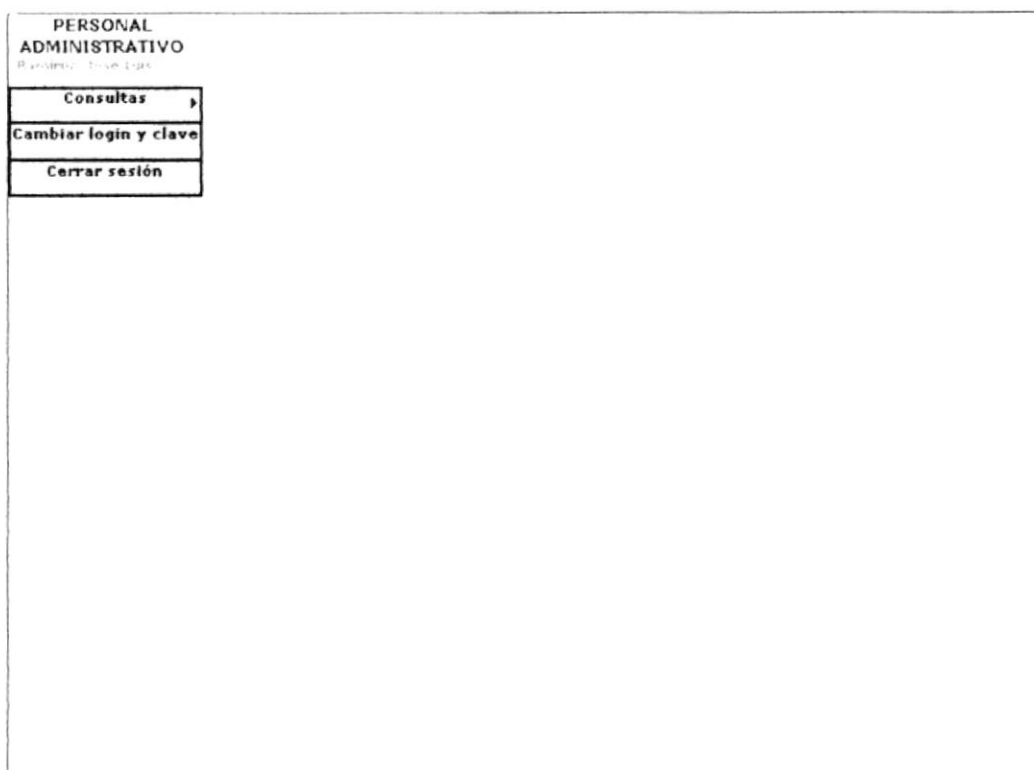 PERSONAL
ADMINISTRATIVO
Consultas
Cambiar login y clave
Cerrar sesión